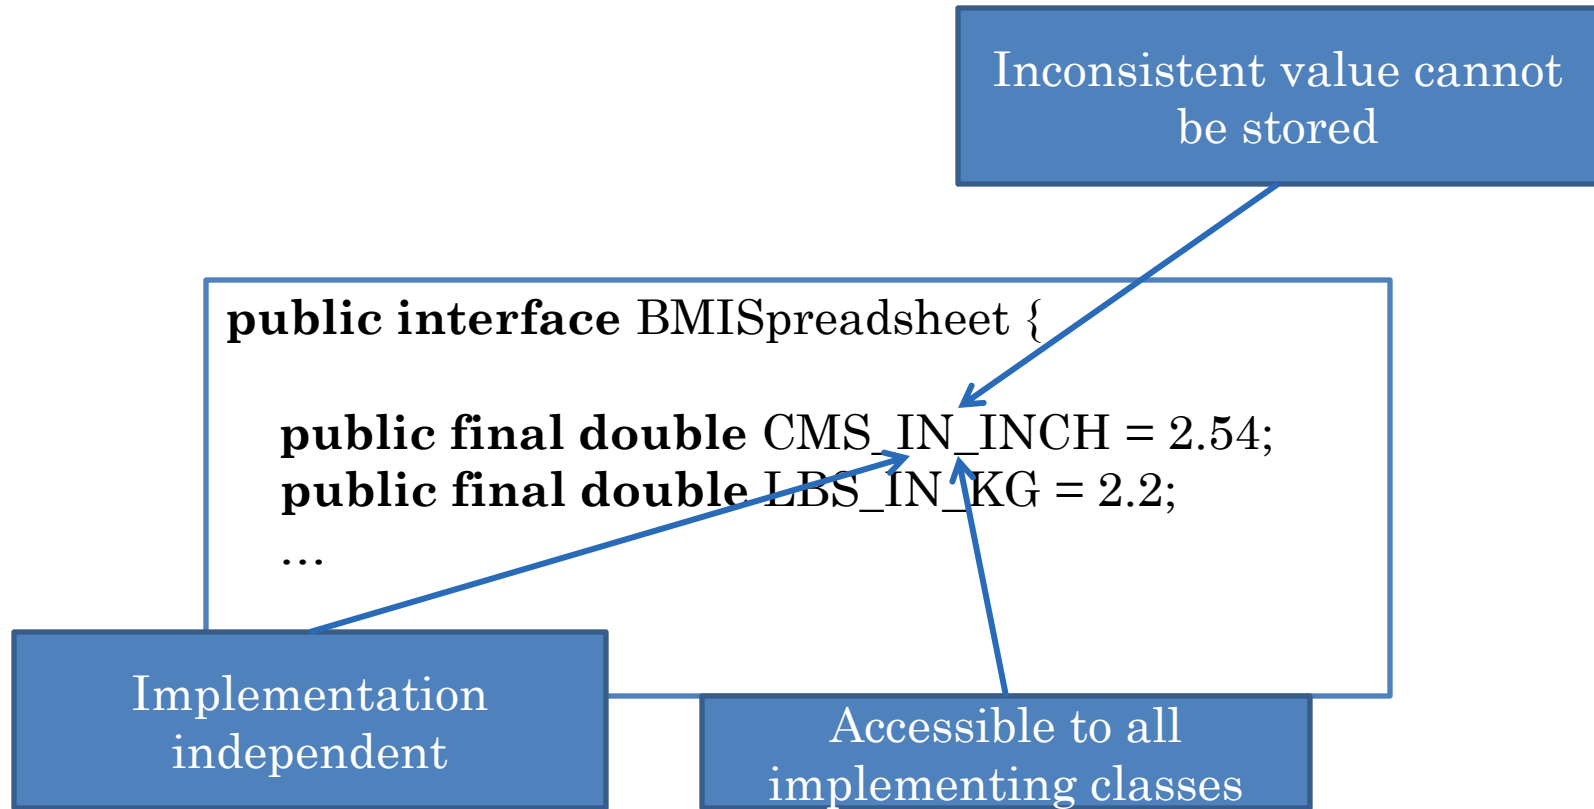 Inconsistent value cannot
be stored
public interface BMISpreadsheet {
public final double CMS_IN_INCH = 2.54;
public final double LBS_IN_KG = 2.2;
…
Implementation
independent
Accessible to all
implementing classes